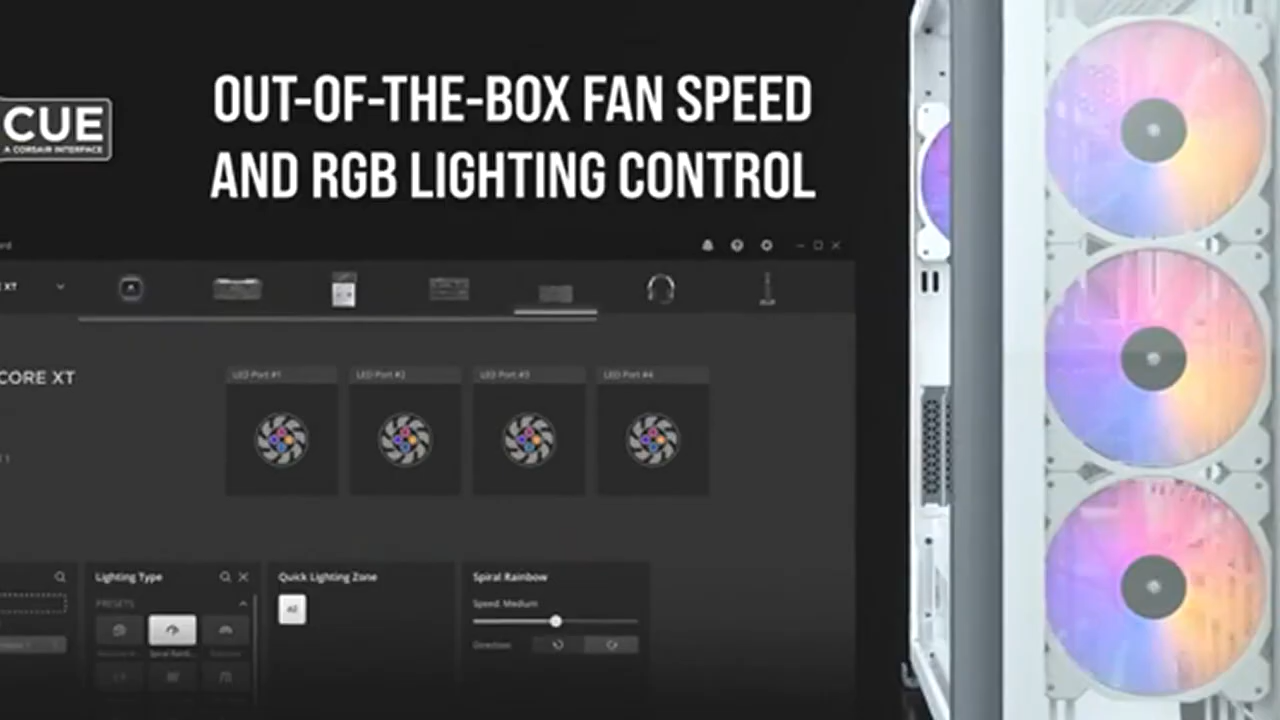 CUE
A CORSAIR INTERFACE
OUT-OF-THE-BOX FAN SPEED
AND RGB LIGHTING CONTROL
XT
CORE XT
LED Port #1
LED Port #2
LED Port #3
LED Port #4
Lighting Type
Quick Lighting Zone
Spiral Rainbow
PRESETS
All
Speed: Medium
Direction: